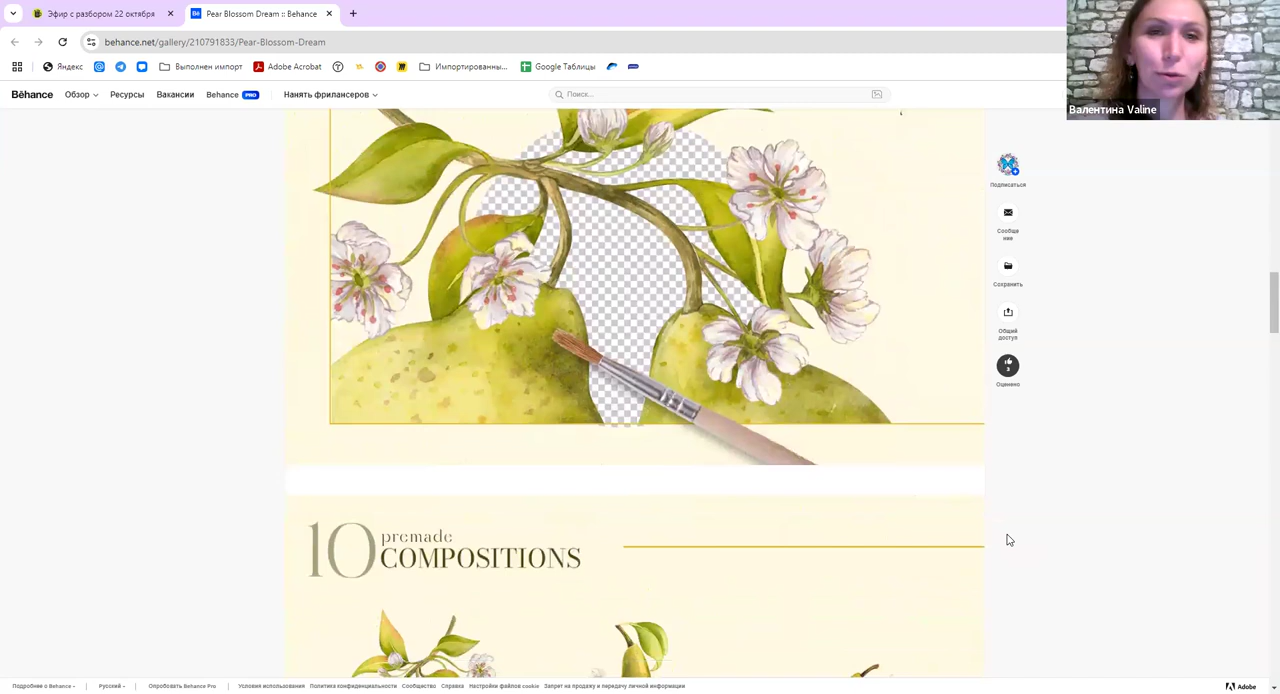 Эфир с разбором 22 октября
Pear Blossom Dream :: Behance
behance.net/gallery/210791833/Pear-Blossom-Dream
Яндекс
Выполнен импорт
Adobe Acrobat
Импортированны...
Google Таблицы
Bēhance
Обзор
Ресурсы
Вакансии
Behance PRO
Нанять фрилансеров
Поиск...
Валентина Valine
Подписаться
Сообще
ние
Сохранить
Общий
доступ
3
Оценено
10 premade
COMPOSITIONS
Подробнее о Behance
Русский
Опробовать Behance Pro
Условия использования
Политика конфиденциальности
Сообщество
Справка
Настройки файлов cookie
Запрет на продажу и передачу личной информации
Adobe